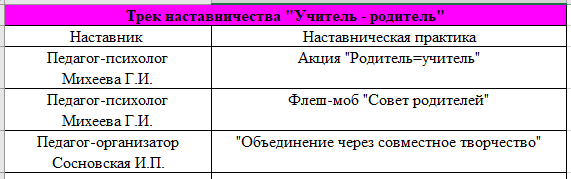 Трек наставничества "Учитель - родитель"
Наставник
Наставническая практика
Педагог-психолог
Михеева Г.И.
Акция "Родитель=учитель"
Педагог-психолог
Михеева Г.И.
Флеш-моб "Совет родителей"
Педагог-организатор
Сосновская И.П.
"Объединение через совместное творчество"